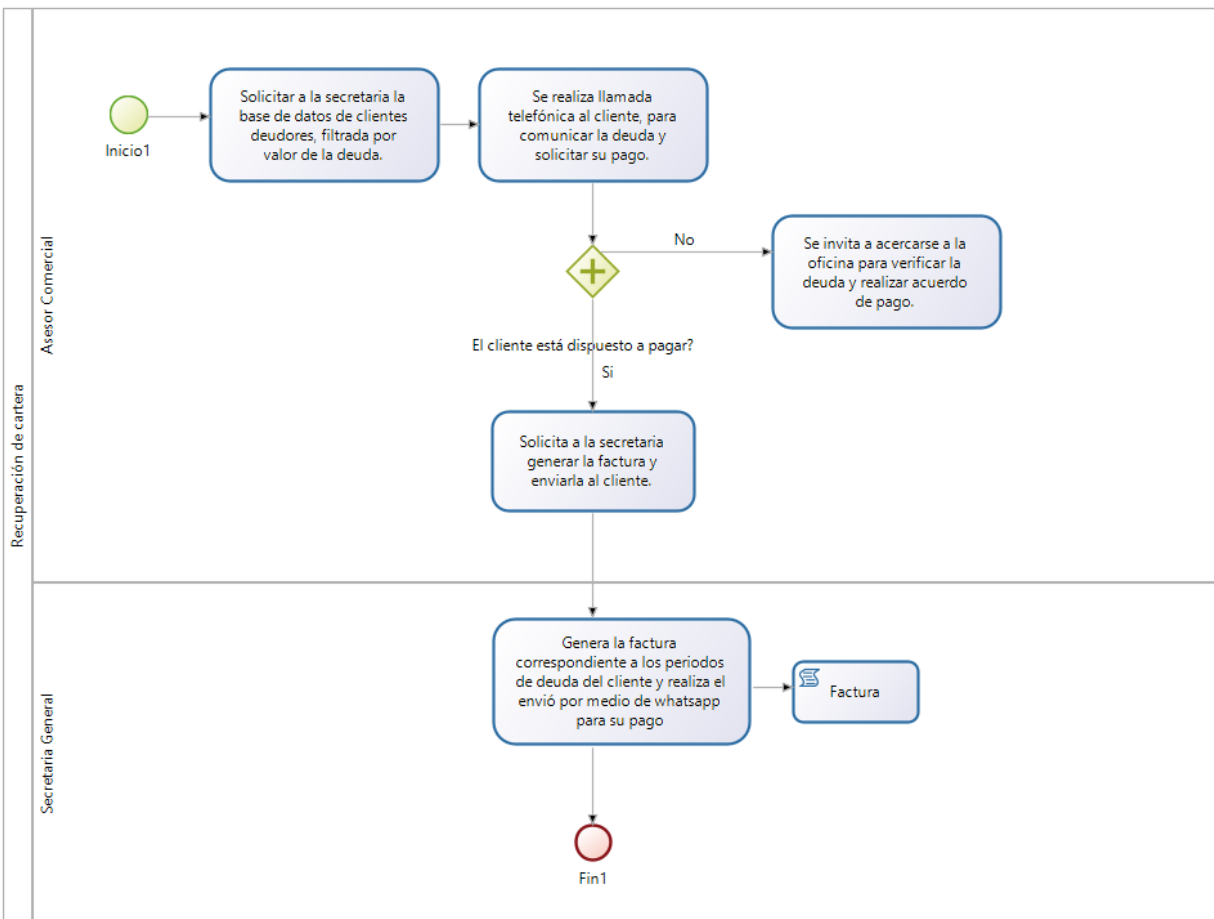 Recuperación de cartera
Asesor Comercial
Inicio1
Solicitar a la secretaria la
base de datos de clientes
deudores, filtrada por
valor de la deuda.
Se realiza llamada
telefónica al cliente, para
comunicar la deuda y
solicitar su pago.
No
Se invita a acercarse a la
oficina para verificar la
deuda y realizar acuerdo
de pago.
El cliente está dispuesto a pagar?
Si
Solicita a la secretaria
generar la factura y
enviarla al cliente.
Secretaria General
Genera la factura
correspondiente a los periodos
de deuda del cliente y realiza el
envió por medio de whatsapp
para su pago
Factura
Fin1